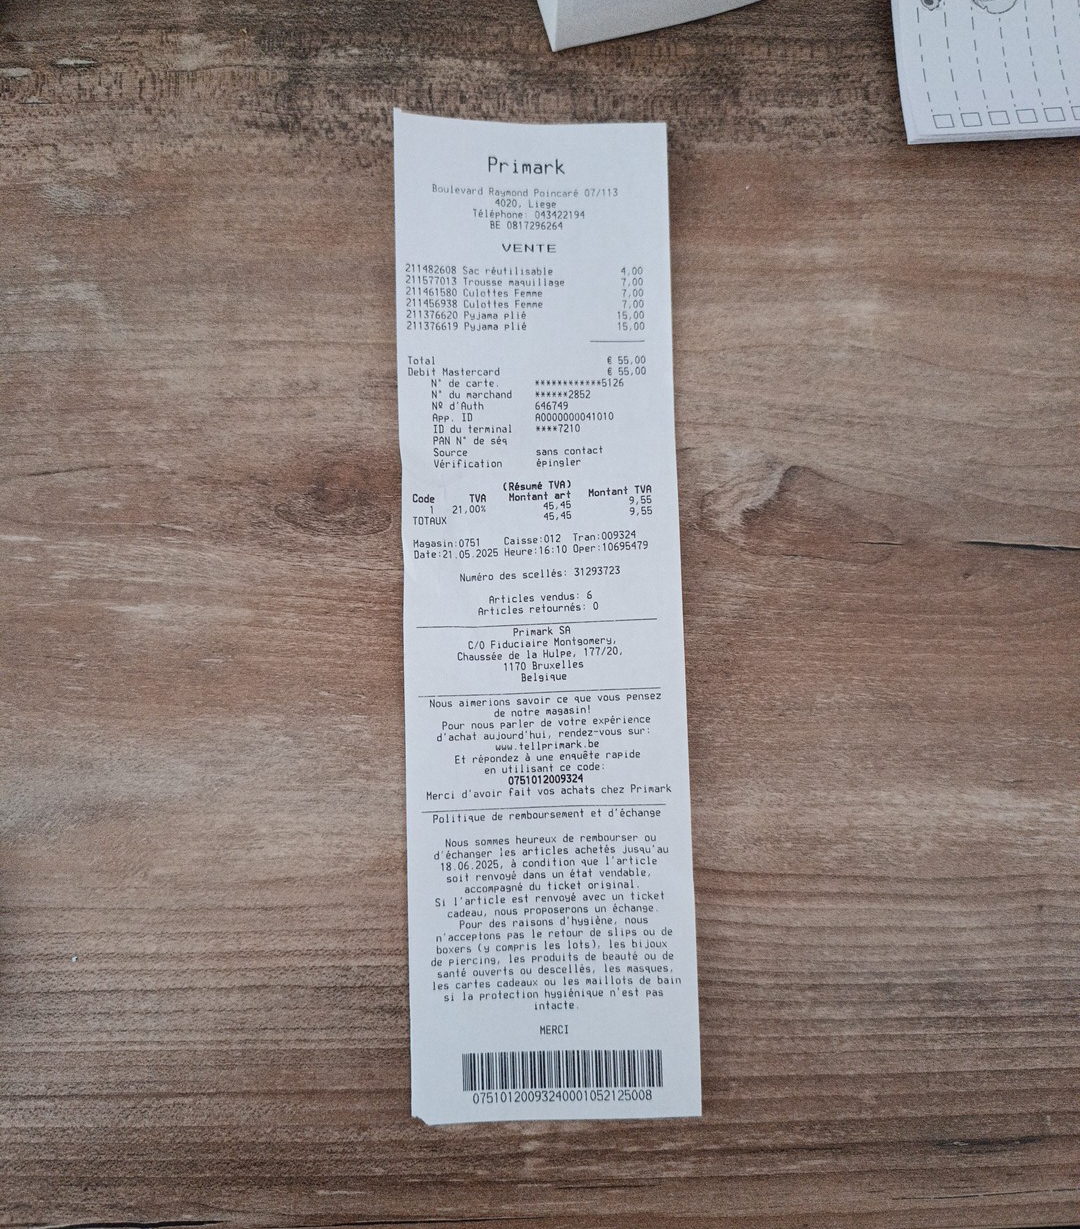 Primark
Boulevard Raymond Poincaré 07/113
4020, Liege
Téléphone: 043422194
BE 0817296264
VENTE
211482608 Sac réutilisable 4,00
211577013 Trousse maquillage 7,00
211461580 Culottes Femme 7,00
211456938 Culottes Femme 7,00
211376620 Pyjama plié 15,00
211376619 Pyjama plié 15,00
Total € 55,00
Debit Mastercard € 55,00
N° de carte. ************5126
N° du marchand ******2852
Nº d'Auth 646749
App. ID A0000000041010
ID du terminal ****7210
PAN N° de séq
Source sans contact
Vérification épingler
(Résumé TVA)
Code TVA Montant art Montant TVA
1 21,00% 45,45 9,55
TOTAUX 45,45 9,55
Magasin:0751 Caisse:012 Tran:009324
Date:21.05.2025 Heure:16:10 Oper:10695479
Numéro des scellés: 31293723
Articles vendus: 6
Articles retournés: 0
Primark SA
C/O Fiduciaire Montgomery,
Chaussée de la Hulpe, 177/20,
1170 Bruxelles
Belgique
Nous aimerions savoir ce que vous pensez
de notre magasin!
Pour nous parler de votre expérience
d'achat aujourd'hui, rendez-vous sur:
www.tellprimark.be
Et répondez à une enquête rapide
en utilisant ce code:
0751012009324
Merci d'avoir fait vos achats chez Primark
Politique de remboursement et d'échange
Nous sommes heureux de rembourser ou
d'échanger les articles achetés jusqu'au
18.06.2025, à condition que l'article
soit renvoyé dans un état vendable,
accompagné du ticket original.
Si l'article est renvoyé avec un ticket
cadeau, nous proposerons un échange.
Pour des raisons d'hygiène, nous
n'acceptons pas le retour de slips ou de
boxers (y compris les lots), les bijoux
de piercing, les produits de beauté ou de
santé ouverts ou descellés, les masques,
les cartes cadeaux ou les maillots de bain
si la protection hygiénique n'est pas
intacte.
MERCI
07510120093240001052125008